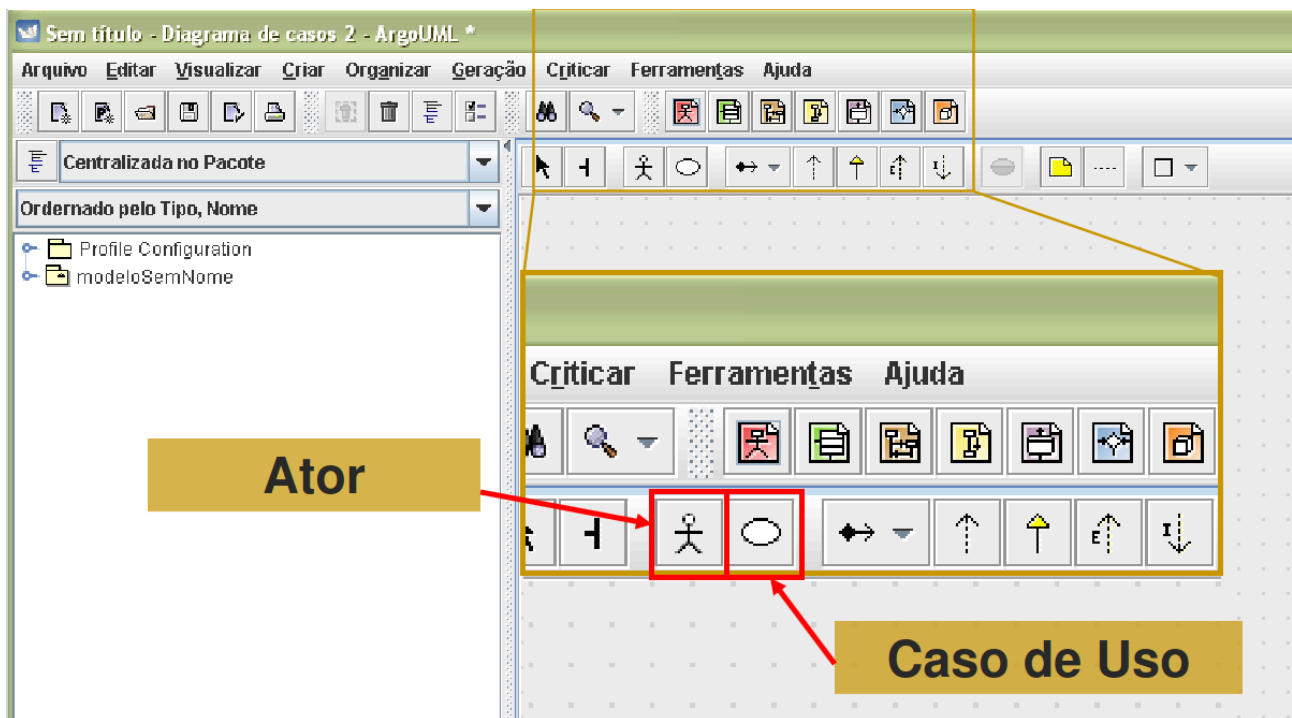 Sem título - Diagrama de casos 2 - ArgoUML *
Arquivo Editar Visualizar Criar Organizar Geração Criticar Ferramentas Ajuda
Centralizada no Pacote
Ordernado pelo Tipo, Nome
Profile Configuration
modeloSemNome
Criticar Ferramentas Ajuda
Ator
E
I
Caso de Uso